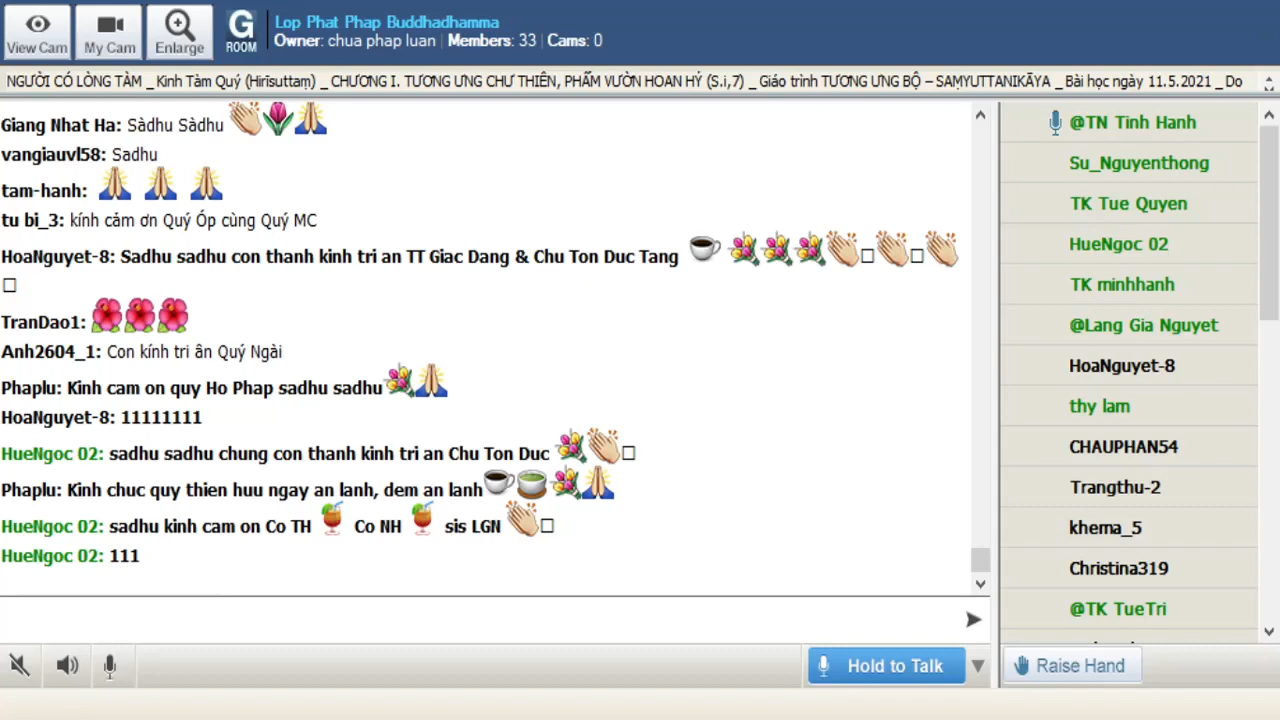 View Cam
My Cam
Enlarge
G
ROOM
Lop Phat Phap Buddhadhamma
Owner: chua phap luan | Members: 33 | Cams: 0
NGƯỜI CÓ LÒNG TÀM _ Kinh Tàm Quý (Hirīsuttaṃ) _ CHƯƠNG I. TƯƠNG ƯNG CHƯ THIÊN, PHẨM VƯỜN HOAN HỶ (S.i,7) _ Giáo trình TƯƠNG ƯNG BỘ – SAṂYUTTANIKĀYA _ Bài học ngày 11.5.2021 _ Do
Giang Nhat Ha: Sàdhu Sàdhu
vangiauvl58: Sadhu
tam-hanh:
tu bi_3: kính cảm ơn Quý Óp cùng Quý MC
HoaNguyet-8: Sadhu sadhu con thanh kinh tri an TT Giac Dang & Chu Ton Duc Tang
TranDao1:
Anh2604_1: Con kính tri ân Quý Ngài
Phaplu: Kinh cam on quy Ho Phap sadhu sadhu
HoaNguyet-8: 11111111
HueNgoc 02: sadhu sadhu chung con thanh kinh tri an Chu Ton Duc
Phaplu: Kinh chuc quy thien huu ngay an lanh, dem an lanh
HueNgoc 02: sadhu kinh cam on Co TH Co NH sis LGN
HueNgoc 02: 111
@TN Tinh Hanh
Su_Nguyenthong
TK Tue Quyen
HueNgoc 02
TK minhhanh
@Lang Gia Nguyet
HoaNguyet-8
thy lam
CHAUPHAN54
Trangthu-2
khema_5
Christina319
@TK TueTri
Hold to Talk
Raise Hand